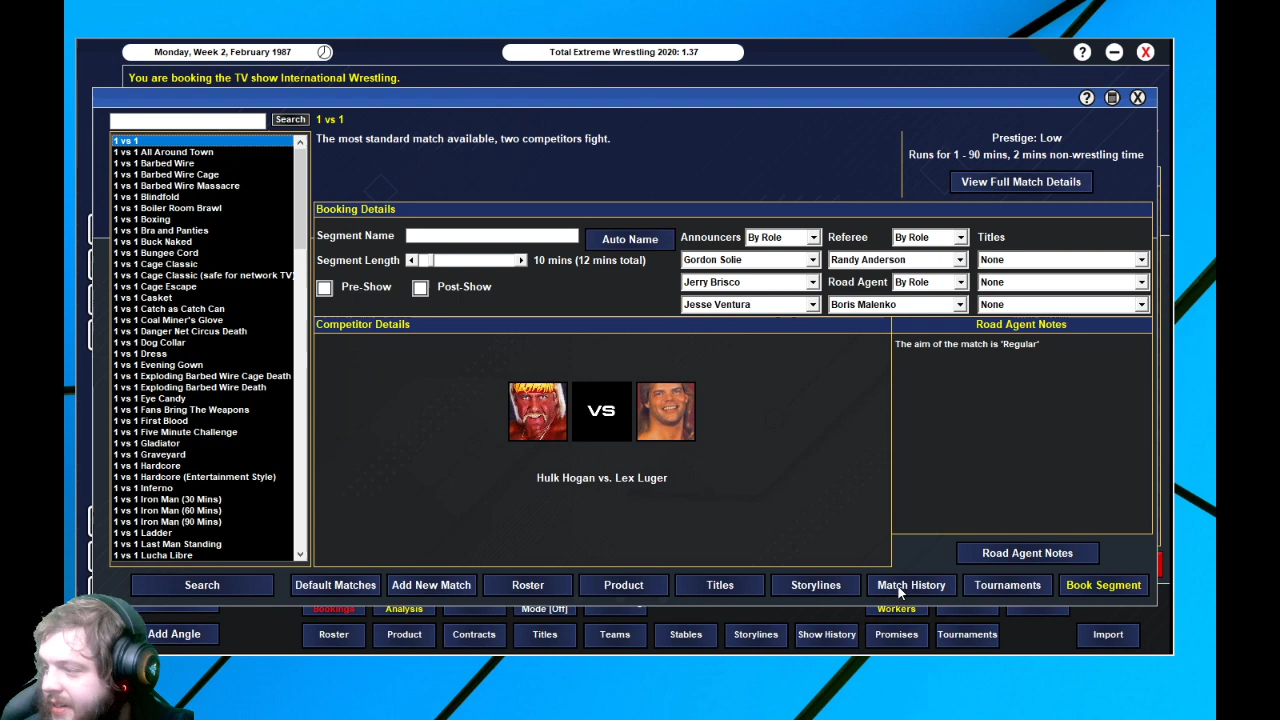 Monday, Week 2, February 1987
Total Extreme Wrestling 2020: 1.37
?
X
You are booking the TV show International Wrestling.
?
X
Search
1 vs 1
The most standard match available, two competitors fight.
Prestige: Low
Runs for 1 - 90 mins, 2 mins non-wrestling time
View Full Match Details
1 vs 1
1 vs 1 All Around Town
1 vs 1 Barbed Wire
1 vs 1 Barbed Wire Cage
1 vs 1 Barbed Wire Massacre
1 vs 1 Blindfold
1 vs 1 Boiler Room Brawl
1 vs 1 Boxing
1 vs 1 Bra and Panties
1 vs 1 Buck Naked
1 vs 1 Bungee Cord
1 vs 1 Cage Classic
1 vs 1 Cage Classic (safe for network TV)
1 vs 1 Cage Escape
1 vs 1 Casket
1 vs 1 Catch as Catch Can
1 vs 1 Coal Miner's Glove
1 vs 1 Danger Net Circus Death
1 vs 1 Dog Collar
1 vs 1 Dress
1 vs 1 Evening Gown
1 vs 1 Exploding Barbed Wire Cage Death
1 vs 1 Exploding Barbed Wire Death
1 vs 1 Eye Candy
1 vs 1 Fans Bring The Weapons
1 vs 1 First Blood
1 vs 1 Five Minute Challenge
1 vs 1 Gladiator
1 vs 1 Graveyard
1 vs 1 Hardcore
1 vs 1 Hardcore (Entertainment Style)
1 vs 1 Inferno
1 vs 1 Iron Man (30 Mins)
1 vs 1 Iron Man (60 Mins)
1 vs 1 Iron Man (90 Mins)
1 vs 1 Ladder
1 vs 1 Last Man Standing
1 vs 1 Lucha Libre
Booking Details
Segment Name
Auto Name
Announcers By Role
Referee By Role
Titles
Segment Length
10 mins (12 mins total)
Gordon Solie
Randy Anderson
None
Pre-Show
Post-Show
Jerry Brisco
Road Agent By Role
None
Jesse Ventura
Boris Malenko
None
Competitor Details
Road Agent Notes
The aim of the match is 'Regular'
VS
Hulk Hogan vs. Lex Luger
Road Agent Notes
Search
Default Matches
Add New Match
Roster
Product
Titles
Storylines
Match History
Tournaments
Book Segment
Bookings
Analysis
Mode [Off]
Workers
Add Angle
Roster
Product
Contracts
Titles
Teams
Stables
Storylines
Show History
Promises
Tournaments
Import